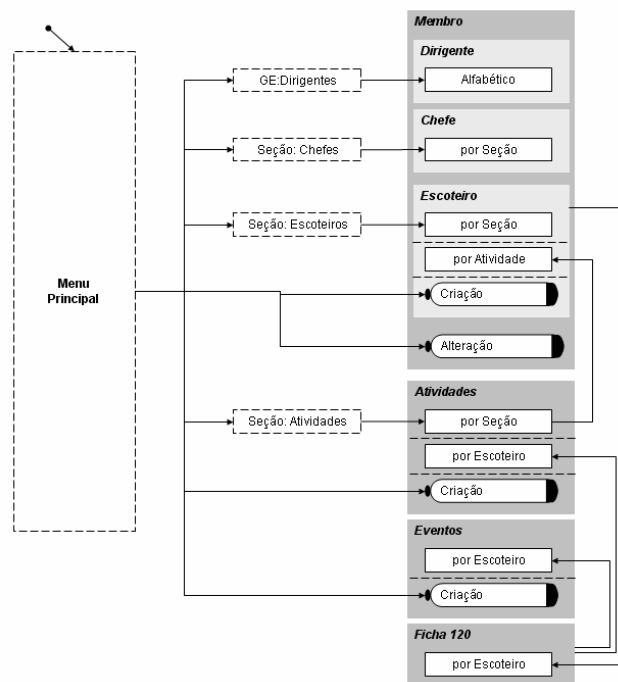 Membro
Dirigente
GE:Dirigentes
Alfabético
Chefe
Seção: Chefes
por Seção
Escoteiro
Seção: Escoteiros
por Seção
por Atividade
Menu
Principal
Criação
Alteração
Atividades
Seção: Atividades
por Seção
por Escoteiro
Criação
Eventos
por Escoteiro
Criação
Ficha 120
por Escoteiro